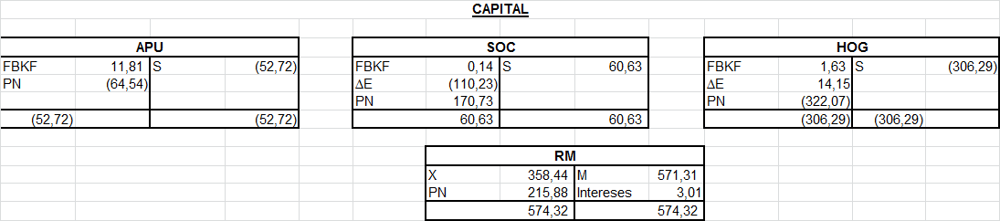 CAPITAL
APU SOC HOG
FBKF 11,81 S (52,72) FBKF 0,14 S 60,63 FBKF 1,63 S (306,29)
PN (64,54) ΔE (110,23) ΔE 14,15
PN 170,73 PN (322,07)
(52,72) (52,72) 60,63 60,63 (306,29) (306,29)
RM
X 358,44 M 571,31
PN 215,88 Intereses 3,01
574,32 574,32